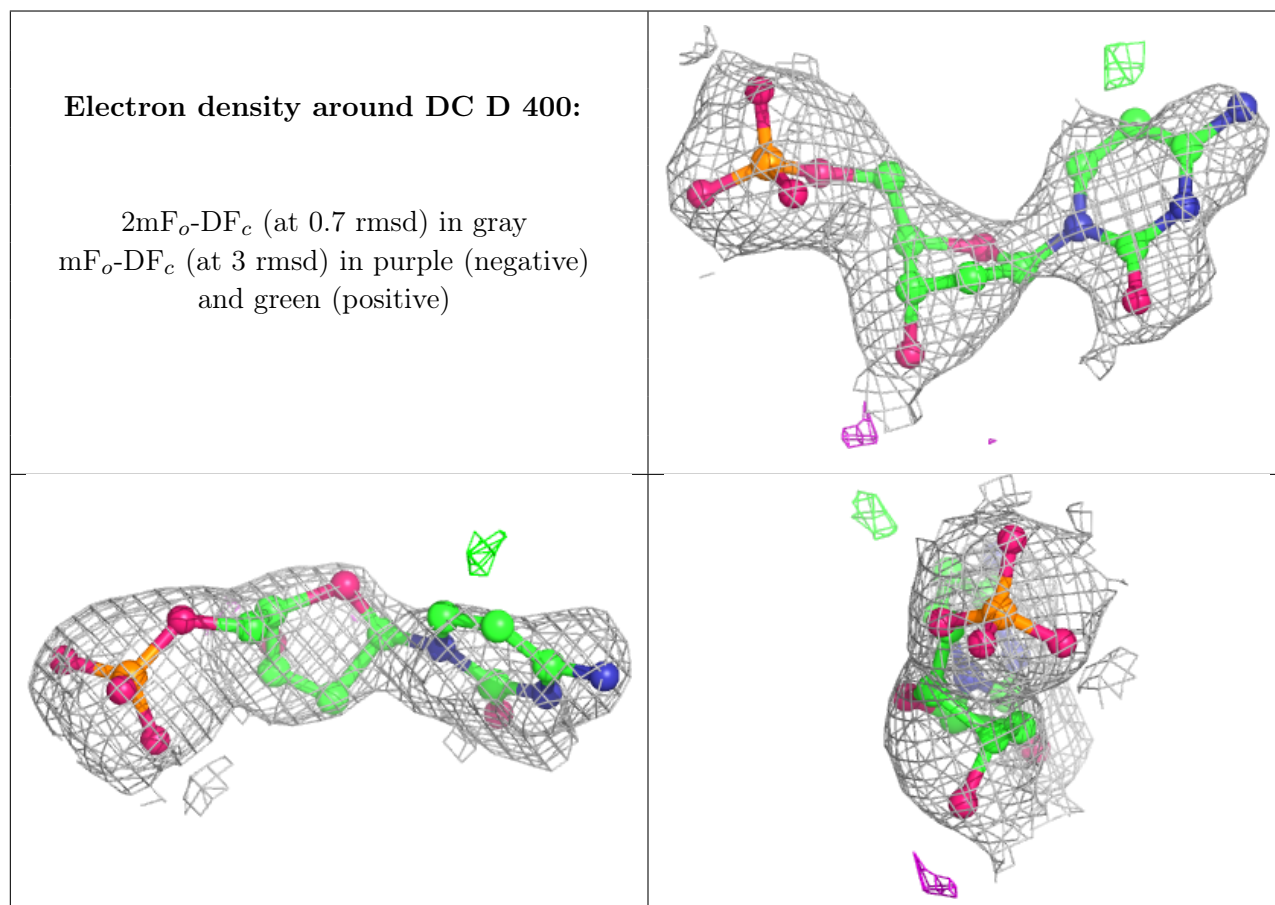 Electron density around DC D 400:
2mFo-DFc (at 0.7 rmsd) in gray
mFo-DFc (at 3 rmsd) in purple (negative)
and green (positive)